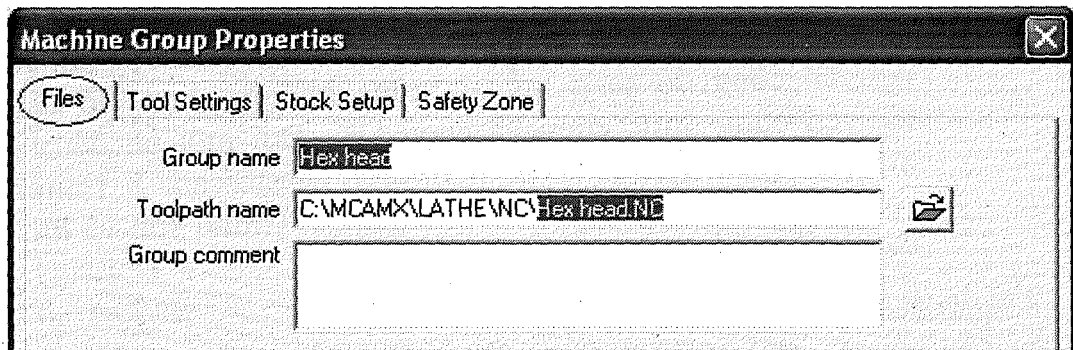 Machine Group Properties
Files Tool Settings Stock Setup Safety Zone
Group name Hex head
Toolpath name C:\MCAMX\LATHE\NC\Hex head.NC
Group comment